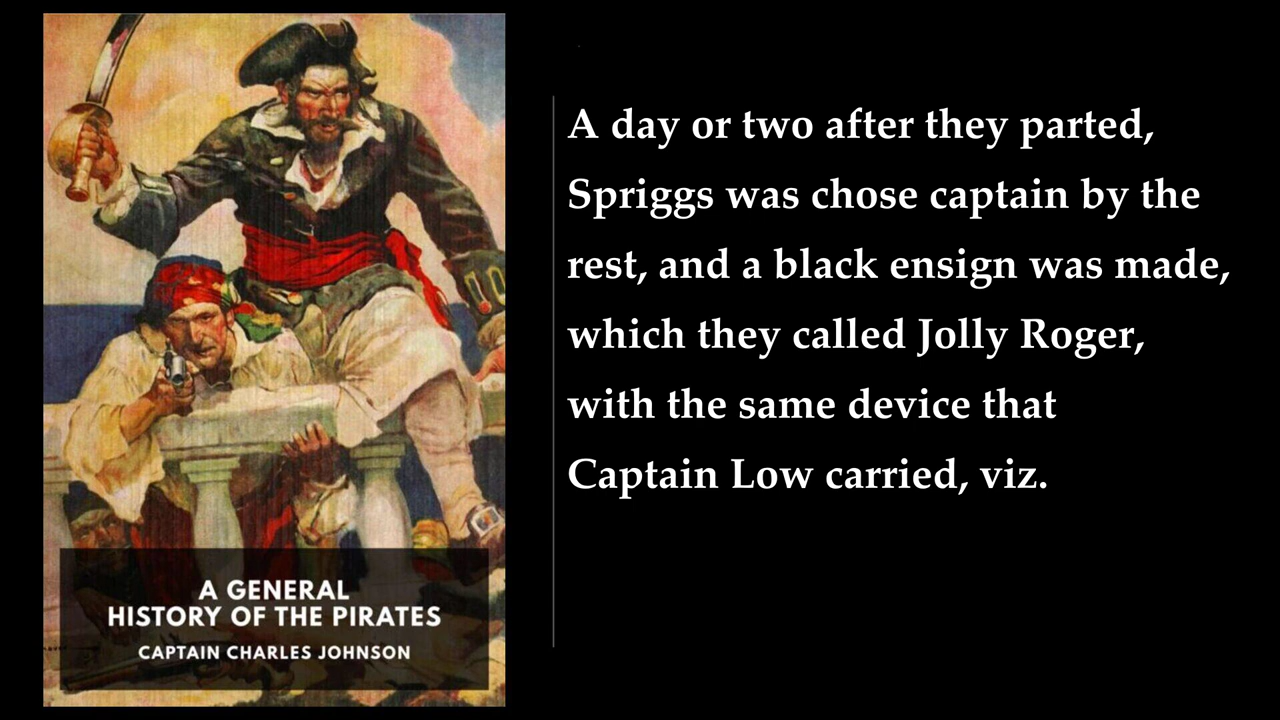 A GENERAL
HISTORY OF THE PIRATES
CAPTAIN CHARLES JOHNSON
A day or two after they parted,
Spriggs was chose captain by the
rest, and a black ensign was made,
which they called Jolly Roger,
with the same device that
Captain Low carried, viz.